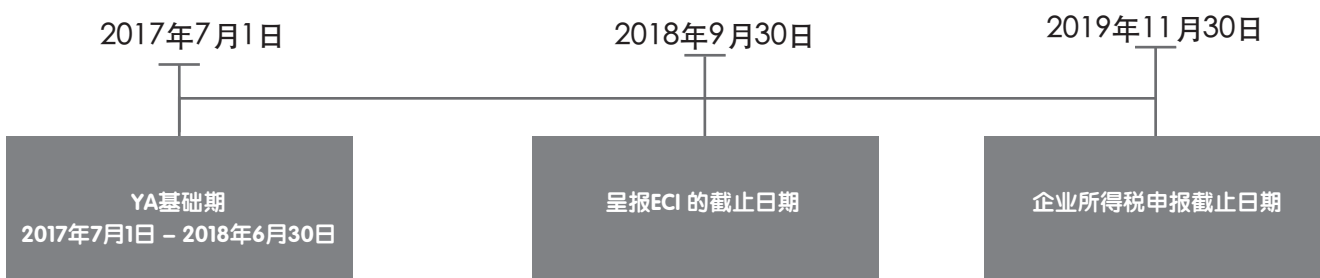 2017年7月1日
2018年9月30日
2019年11月30日
YA基础期
2017年7月1日 – 2018年6月30日
呈报ECI 的截止日期
企业所得税申报截止日期